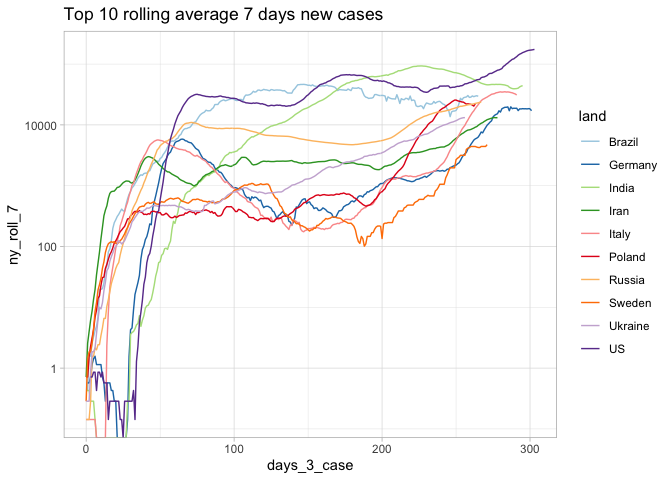 Top 10 rolling average 7 days new cases
ny_roll_7
10000
100
1
0
100
200
300
days_3_case
land
Brazil
Germany
India
Iran
Italy
Poland
Russia
Sweden
Ukraine
US